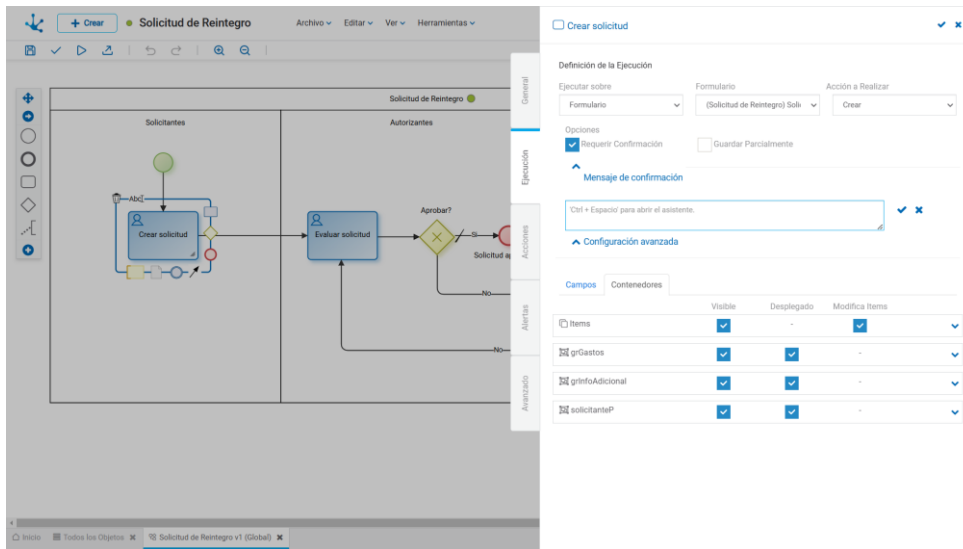 + Crear
Solicitud de Reintegro
Archivo
Editar
Ver
Herramientas
Solicitud de Reintegro
Solicitantes
Autorizantes
Abc
Crear solicitud
Evaluar solicitud
Aprobar?
Si
No
No
General
Ejecución
Acciones
Alertas
Avanzado
Inicio
Todos los Objetos
Solicitud de Reintegro v1 (Global)
Crear solicitud
Definición de la Ejecución
Ejecutar sobre
Formulario
Acción a Realizar
Formulario
(Solicitud de Reintegro)
Crear
Opciones
Requerir Confirmación
Guardar Parcialmente
Mensaje de confirmación
'Ctrl + Espacio' para abrir el asistente.
Configuración avanzada
Campos
Contenedores
Visible
Desplegado
Modifica Items
Items
-
grGastos
-
grInfoAdicional
-
solicitanteP
-